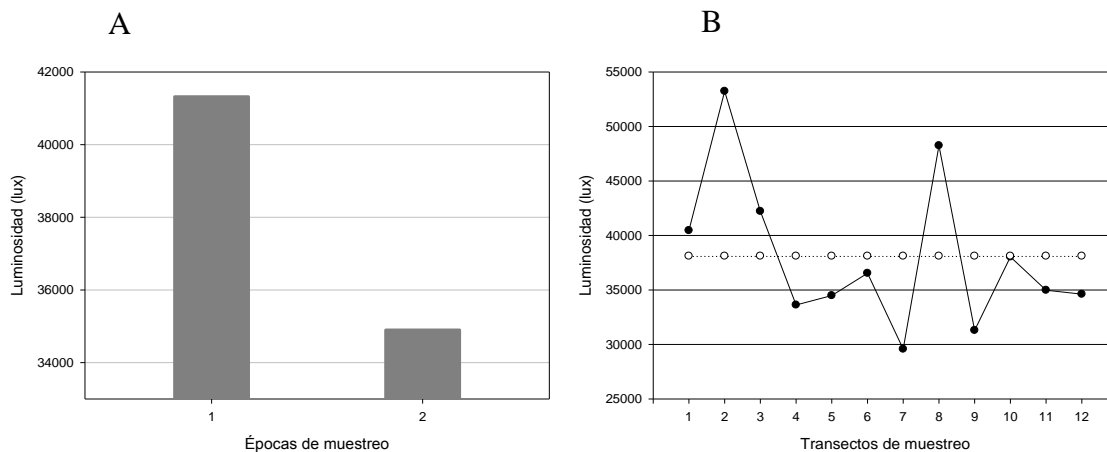 A
Luminosidad (lux)
42000
40000
38000
36000
34000
1 2
Épocas de muestreo
B
Luminosidad (lux)
55000
50000
45000
40000
35000
30000
25000
1 2 3 4 5 6 7 8 9 10 11 12
Transectos de muestreo